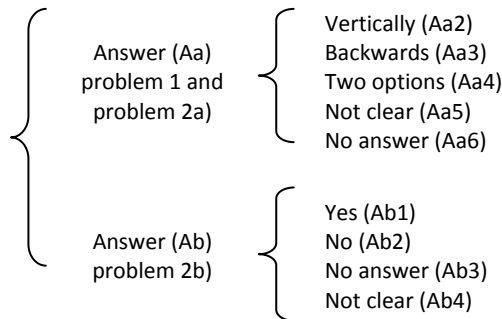 Answer (Aa)
problem 1 and
problem 2a)
Vertically (Aa2)
Backwards (Aa3)
Two options (Aa4)
Not clear (Aa5)
No answer (Aa6)
Answer (Ab)
problem 2b)
Yes (Ab1)
No (Ab2)
No answer (Ab3)
Not clear (Ab4)